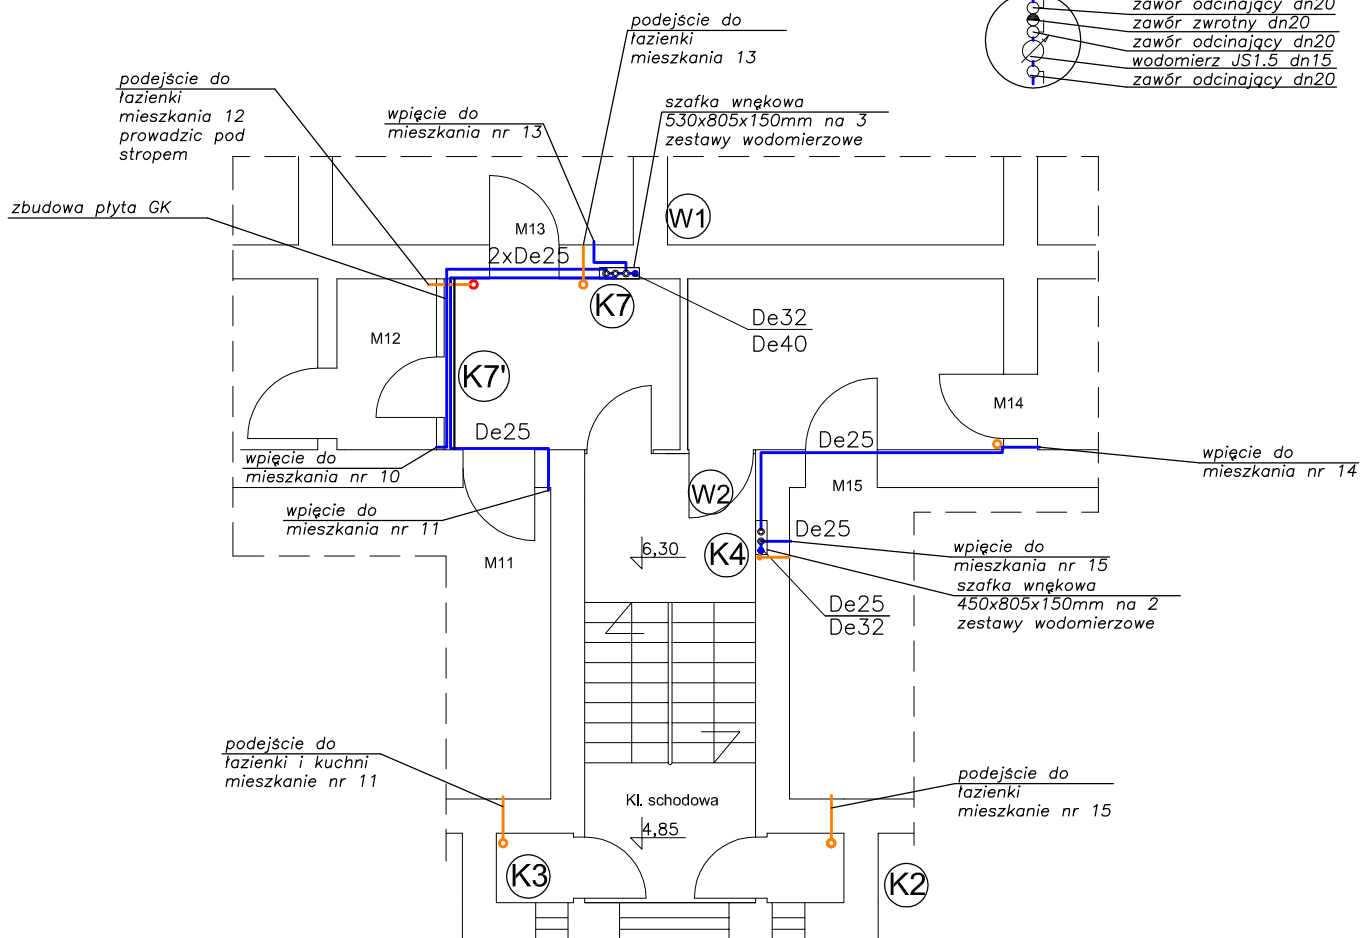 zawór odcinający dn20
zawór zwrotny dn20
zawór odcinający dn20
wodomierz JS1.5 dn15
zawór odcinający dn20
podejście do
łazienki
mieszkania 13
podejście do
łazienki
mieszkania 12
prowadzic pod
stropem
wpięcie do
mieszkania nr 13
szafka wnękowa
530x805x150mm na 3
zestawy wodomierzowe
zbudowa płyta GK
W1
M13
2xDe25
K7
De32
De40
M12
K7'
M14
De25
De25
wpięcie do
mieszkania nr 10
wpięcie do
mieszkania nr 14
W2
M15
wpięcie do
mieszkania nr 11
De25
6,30
K4
M11
wpięcie do
mieszkania nr 15
szafka wnękowa
450x805x150mm na 2
zestawy wodomierzowe
De25
De32
podejście do
łazienki i kuchni
mieszkanie nr 11
podejście do
łazienki
mieszkanie nr 15
Kl. schodowa
4,85
K3
K2